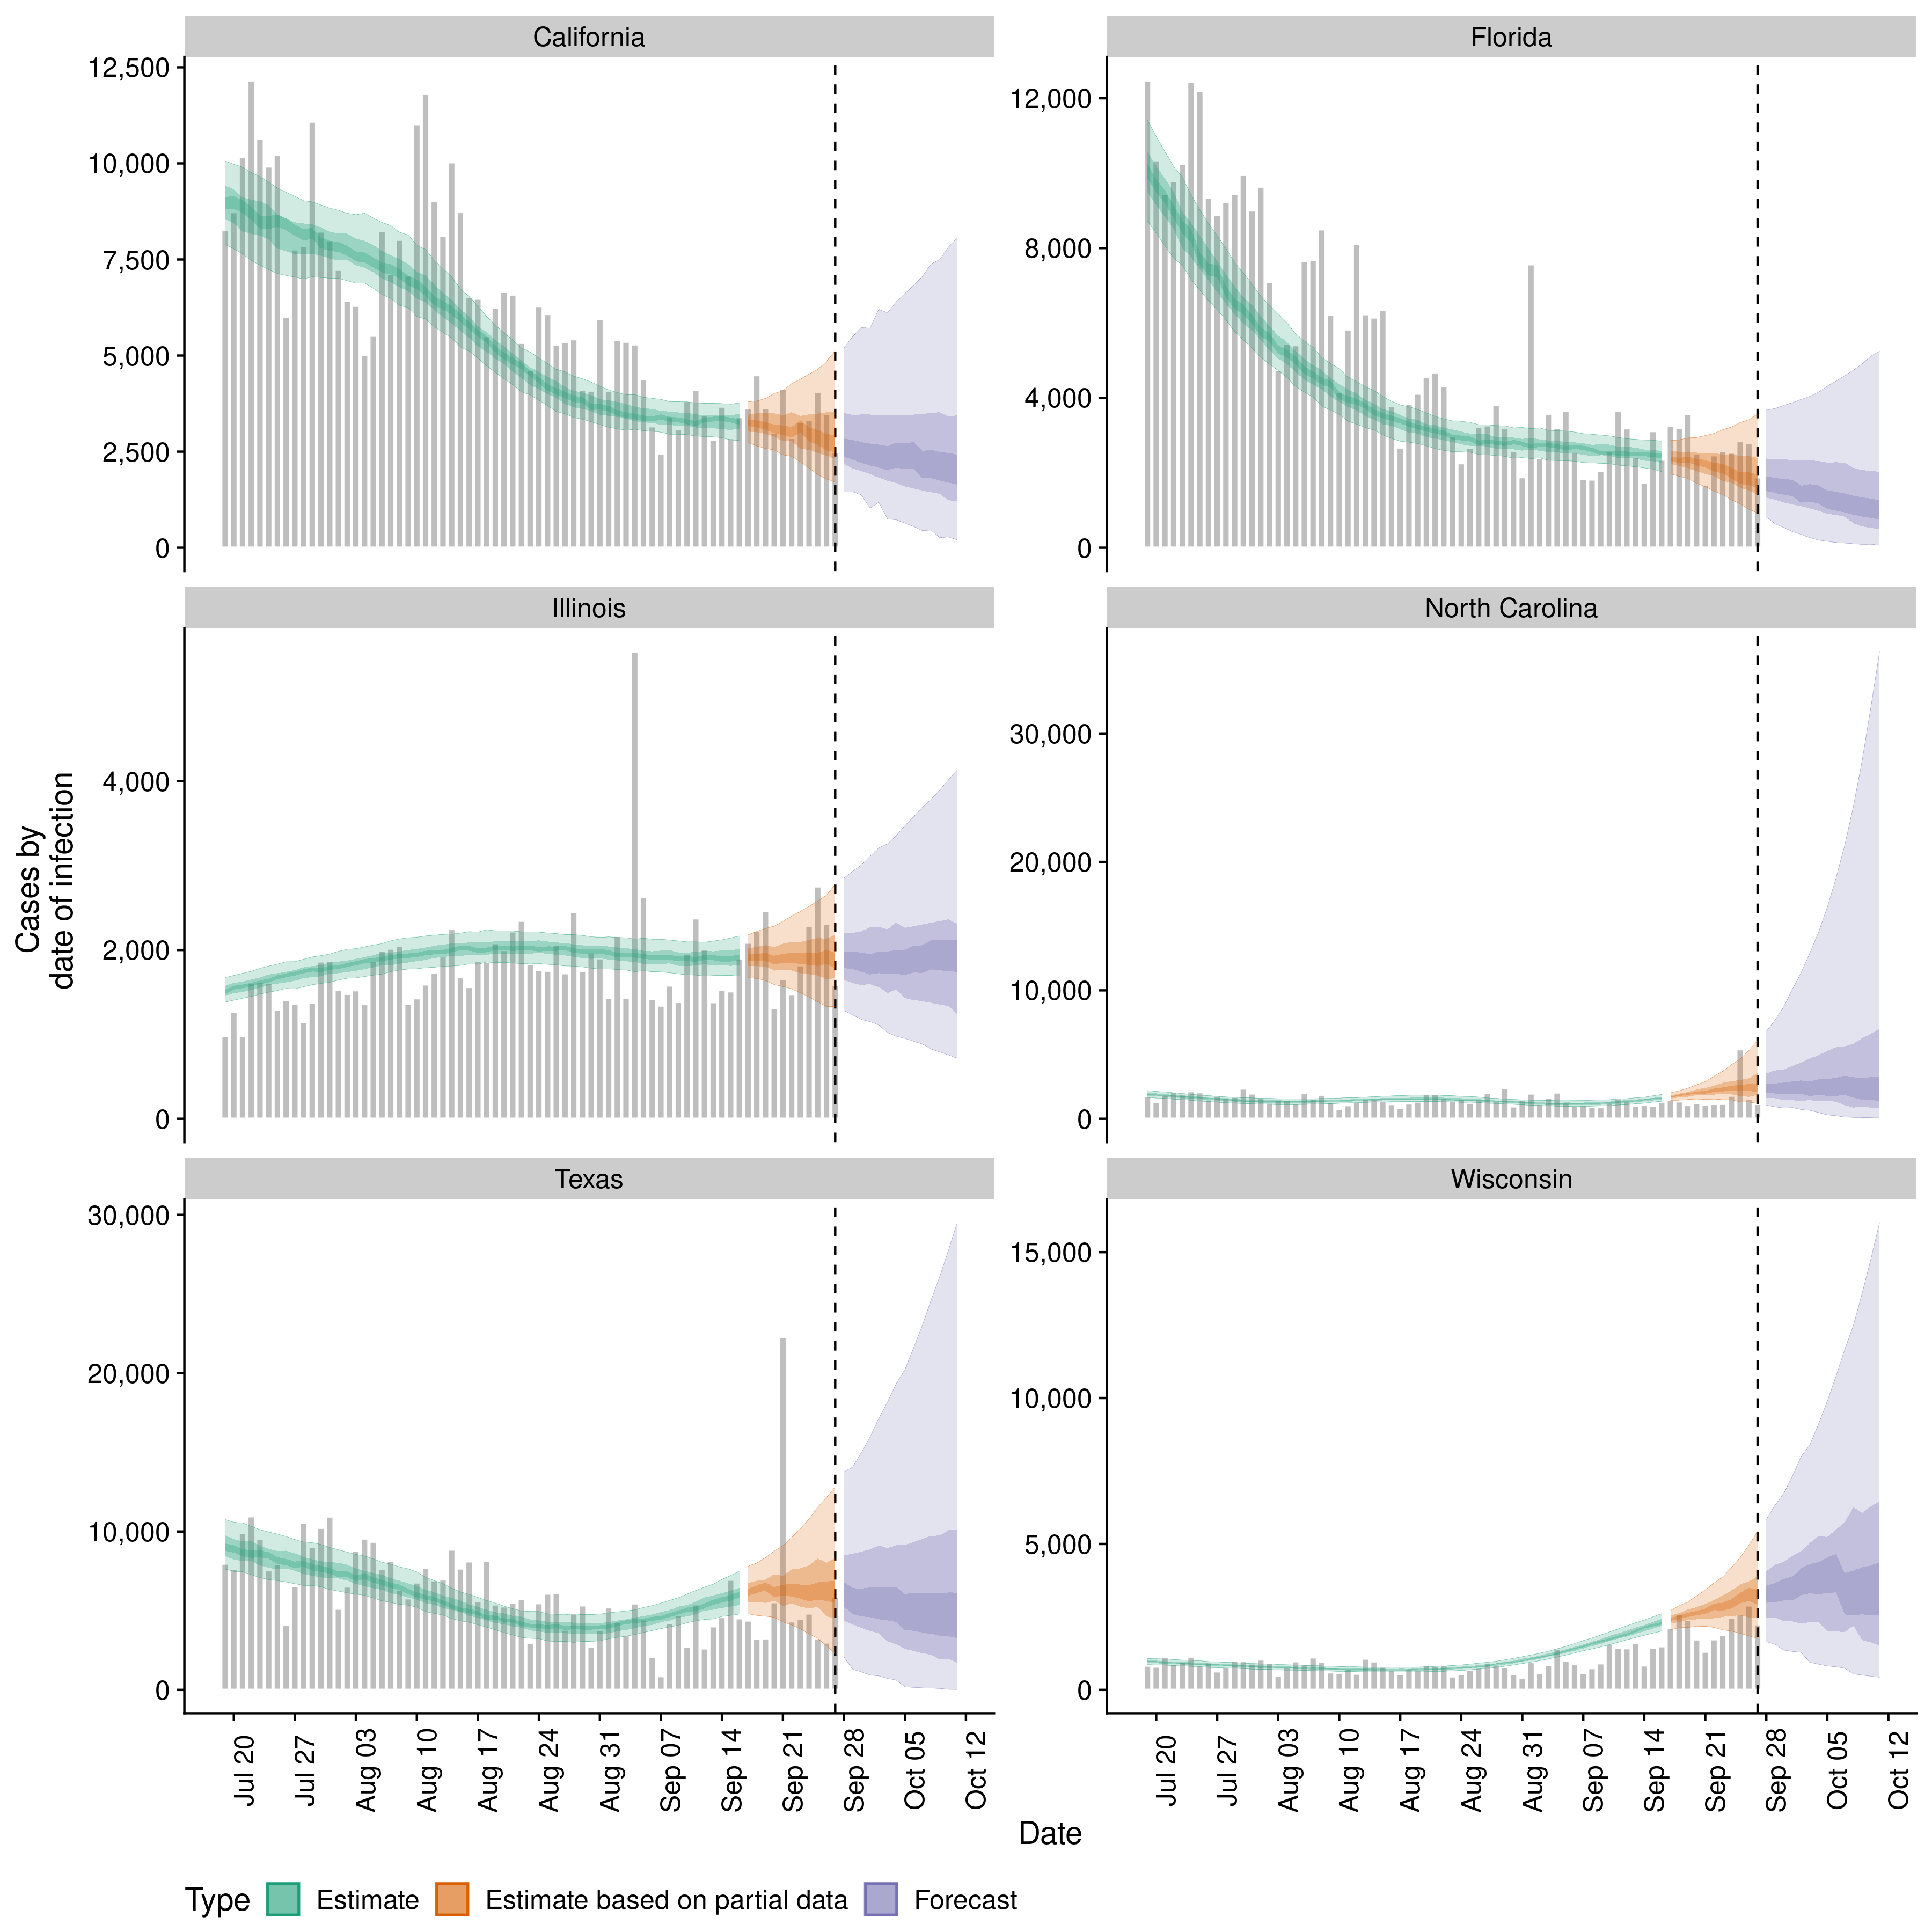 California
Florida
12,500
10,000
7,500
5,000
2,500
0
12,000
8,000
4,000
0
Illinois
North Carolina
4,000
2,000
0
30,000
20,000
10,000
0
Texas
Wisconsin
30,000
20,000
10,000
0
15,000
10,000
5,000
0
Cases by
date of infection
Jul 20
Jul 27
Aug 03
Aug 10
Aug 17
Aug 24
Aug 31
Sep 07
Sep 14
Sep 21
Sep 28
Oct 05
Oct 12
Jul 20
Jul 27
Aug 03
Aug 10
Aug 17
Aug 24
Aug 31
Sep 07
Sep 14
Sep 21
Sep 28
Oct 05
Oct 12
Date
Type Estimate Estimate based on partial data Forecast